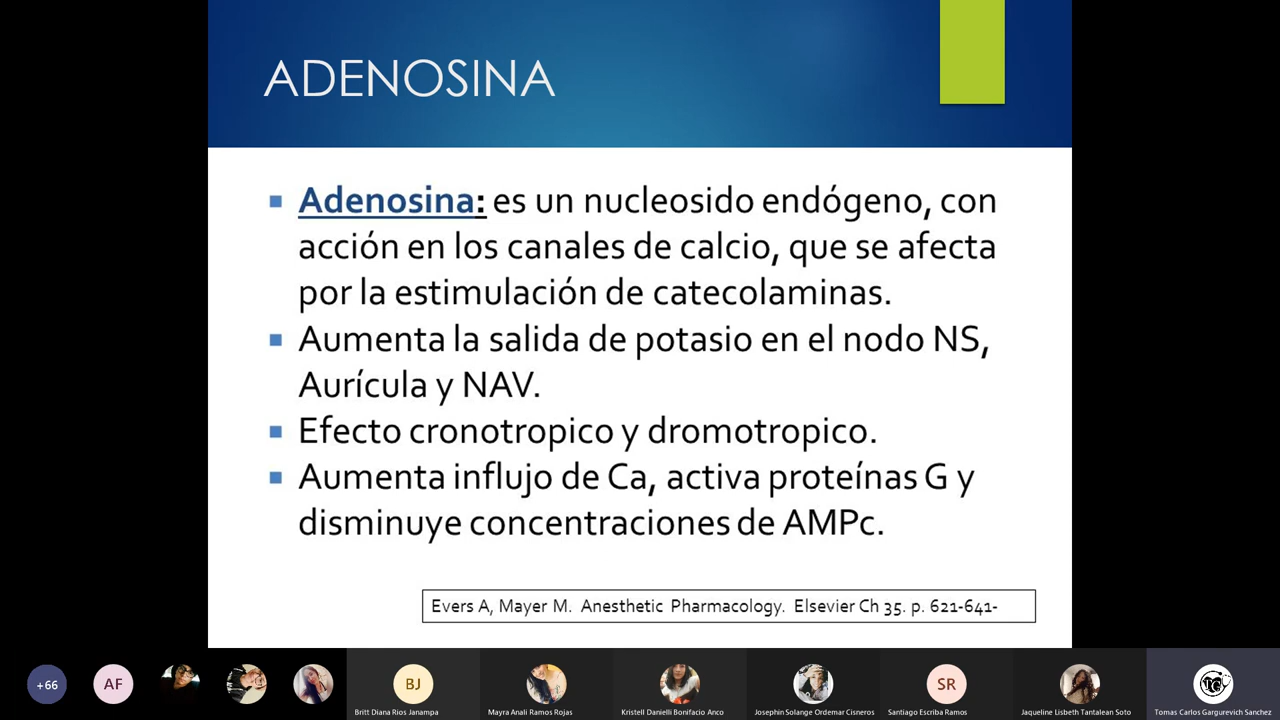 ADENOSINA
Adenosina: es un nucleosido endógeno, con
acción en los canales de calcio, que se afecta
por la estimulación de catecolaminas.
Aumenta la salida de potasio en el nodo NS,
Aurícula y NAV.
Efecto cronotropico y dromotropico.
Aumenta influjo de Ca, activa proteínas G y
disminuye concentraciones de AMPc.
Evers A, Mayer M. Anesthetic Pharmacology. Elsevier Ch 35. p. 621-641-
+66
AF
BJ
SR
Britt Diana Rios Janampa
Mayra Anali Ramos Rojas
Kristell Danielli Bonifacio Anco
Josephin Solange Ordemar Cisneros
Santiago Escriba Ramos
Jaqueline Lisbeth Tantalean Soto
Tomas Carlos Gargurevich Sanchez